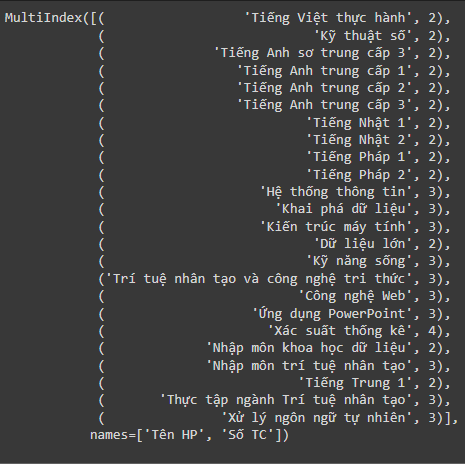 MultiIndex([( 'Tiếng Việt thực hành', 2),
( 'Kỹ thuật số', 2),
( 'Tiếng Anh sơ trung cấp 3', 2),
( 'Tiếng Anh trung cấp 1', 2),
( 'Tiếng Anh trung cấp 2', 2),
( 'Tiếng Anh trung cấp 3', 2),
( 'Tiếng Nhật 1', 2),
( 'Tiếng Nhật 2', 2),
( 'Tiếng Pháp 1', 2),
( 'Tiếng Pháp 2', 2),
( 'Hệ thống thông tin', 3),
( 'Khai phá dữ liệu', 3),
( 'Kiến trúc máy tính', 3),
( 'Dữ liệu lớn', 2),
( 'Kỹ năng sống', 3),
('Trí tuệ nhân tạo và công nghệ tri thức', 3),
( 'Công nghệ Web', 3),
( 'Ứng dụng PowerPoint', 3),
( 'Xác suất thống kê', 4),
( 'Nhập môn khoa học dữ liệu', 2),
( 'Nhập môn trí tuệ nhân tạo', 3),
( 'Tiếng Trung 1', 2),
( 'Thực tập ngành Trí tuệ nhân tạo', 3),
( 'Xử lý ngôn ngữ tự nhiên', 3)],
names=['Tên HP', 'Số TC'])